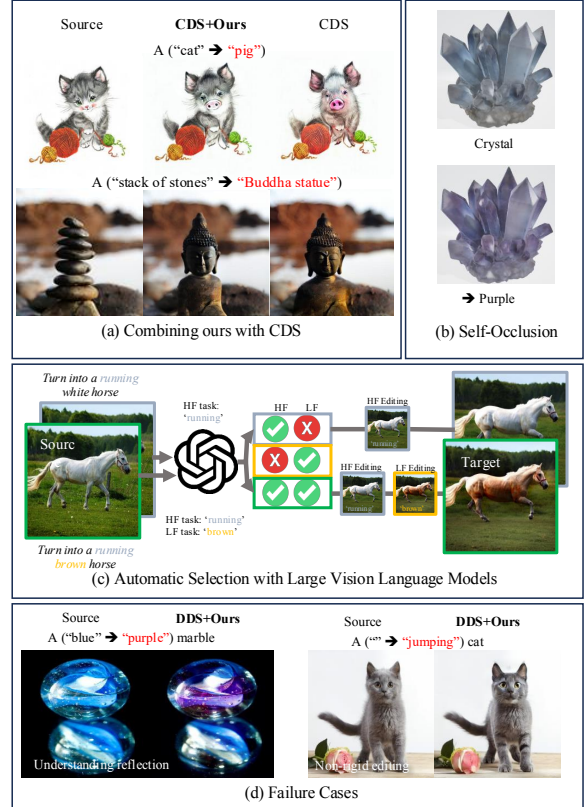 Source CDS+Ours CDS
A (“cat” ➔ “pig”)
A (“stack of stones” ➔ “Buddha statue”)
(a) Combining ours with CDS
Crystal
➔ Purple
(b) Self-Occlusion
Turn into a running
white horse
Sourc
Turn into a running
brown horse
HF task:
‘running’
HF task: ‘running’
LF task: ‘brown’
HF LF
HF Editing
‘running’
HF Editing LF Editing
‘running’ ‘brown’
Target
(c) Automatic Selection with Large Vision Language Models
Source DDS+Ours
A (“blue” ➔ “purple”) marble
Understanding reflection
Source DDS+Ours
A (“” ➔ “jumping”) cat
Non-rigid editing
(d) Failure Cases